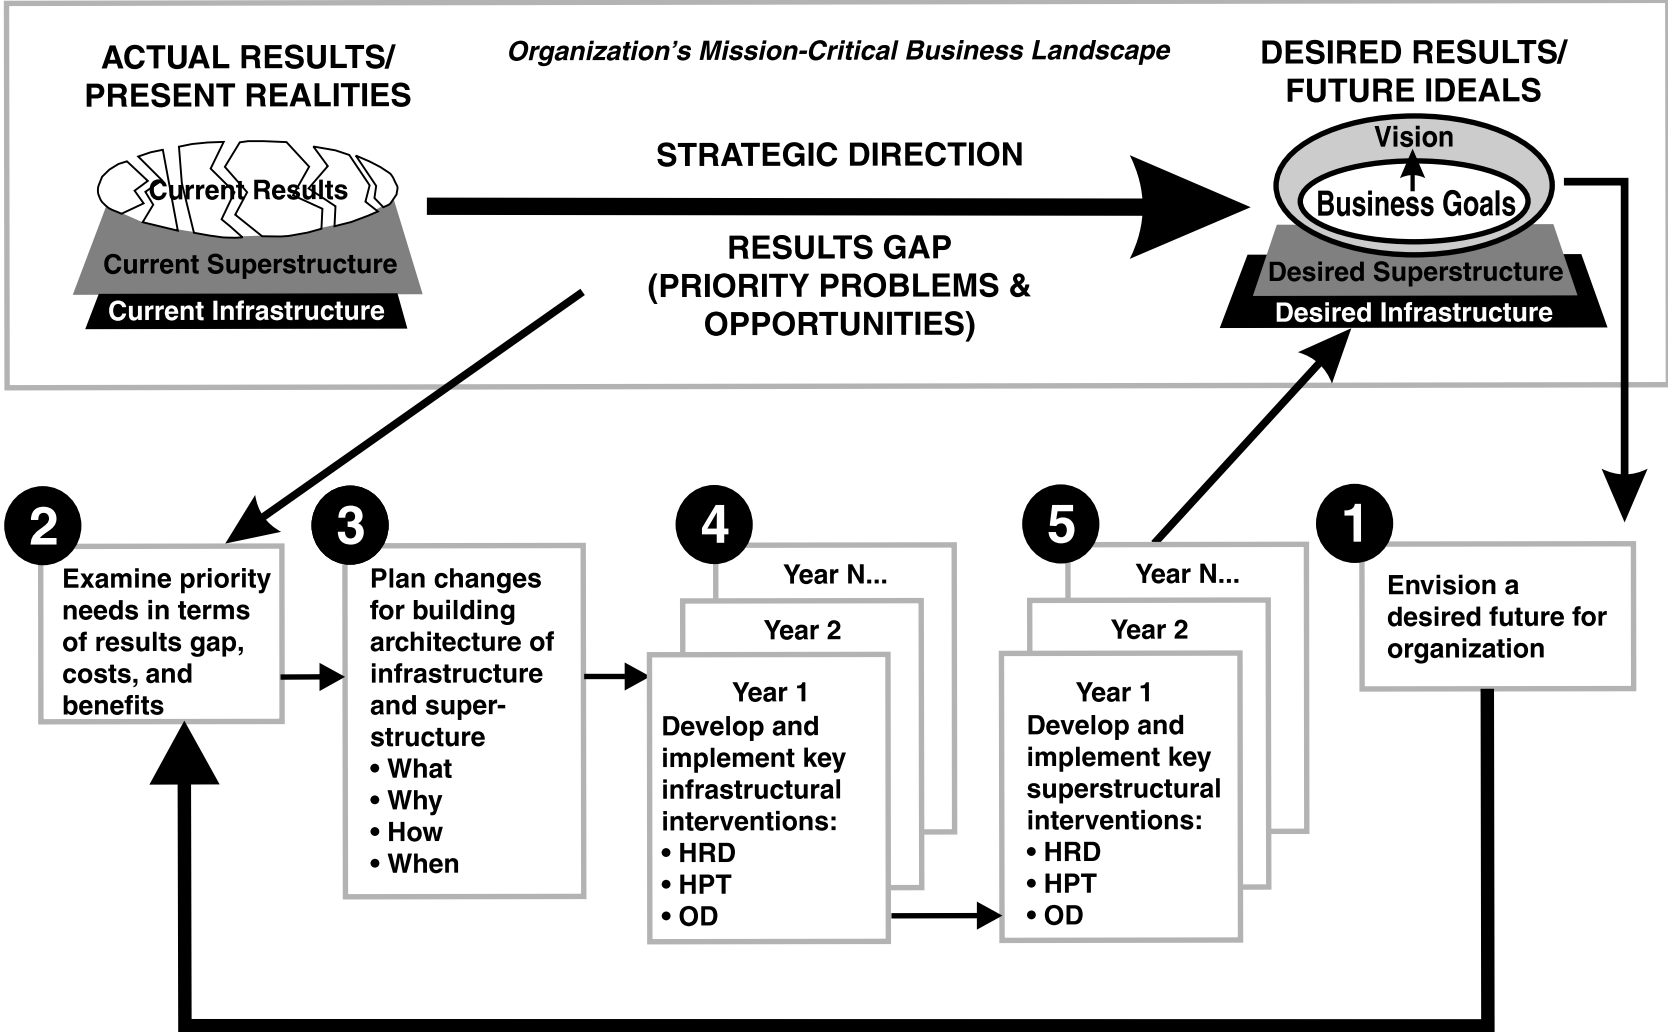 Organization’s Mission-Critical Business Landscape
ACTUAL RESULTS/
PRESENT REALITIES
Current Results
Current Superstructure
Current Infrastructure
STRATEGIC DIRECTION
RESULTS GAP
(PRIORITY PROBLEMS &
OPPORTUNITIES)
DESIRED RESULTS/
FUTURE IDEALS
Vision
Business Goals
Desired Superstructure
Desired Infrastructure
2
Examine priority
needs in terms
of results gap,
costs, and
benefits
3
Plan changes
for building
architecture of
infrastructure
and super-
structure
• What
• Why
• How
• When
4
Year N...
Year 2
Year 1
Develop and
implement key
infrastructural
interventions:
• HRD
• HPT
• OD
5
Year N...
Year 2
Year 1
Develop and
implement key
superstructural
interventions:
• HRD
• HPT
• OD
1
Envision a
desired future for
organization